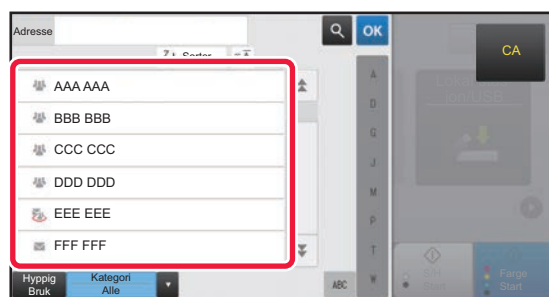 Adresse
OK
CA
Sorter
AAA AAA
BBB BBB
CCC CCC
DDD DDD
EEE EEE
FFF FFF
A
D
G
J
M
P
T
W
ABC
Hyppig
Bruk
Kategori
Alle
Farge
Start